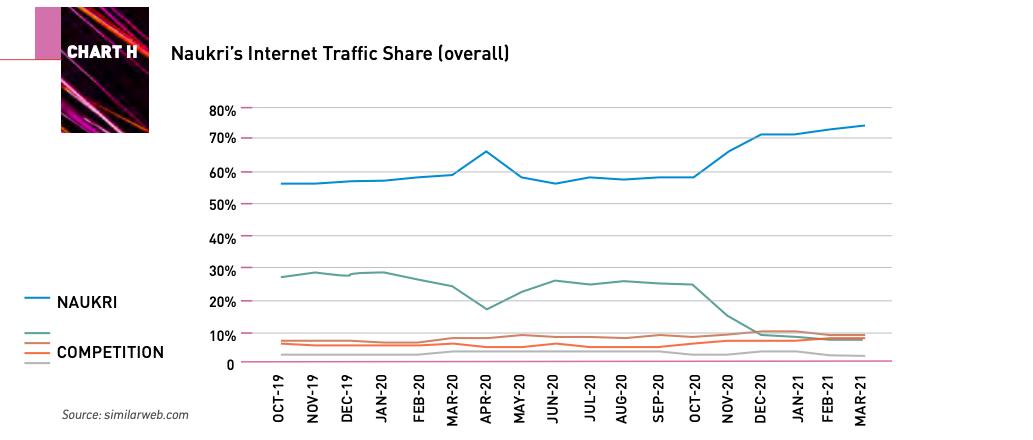 CHART H
Naukri’s Internet Traffic Share (overall)
80%
70%
60%
50%
40%
30%
20%
10%
0
NAUKRI
COMPETITION
OCT-19
NOV-19
DEC-19
JAN-20
FEB-20
MAR-20
APR-20
MAY-20
JUN-20
JUL-20
AUG-20
SEP-20
OCT-20
NOV-20
DEC-20
JAN-21
FEB-21
MAR-21
Source: similarweb.com